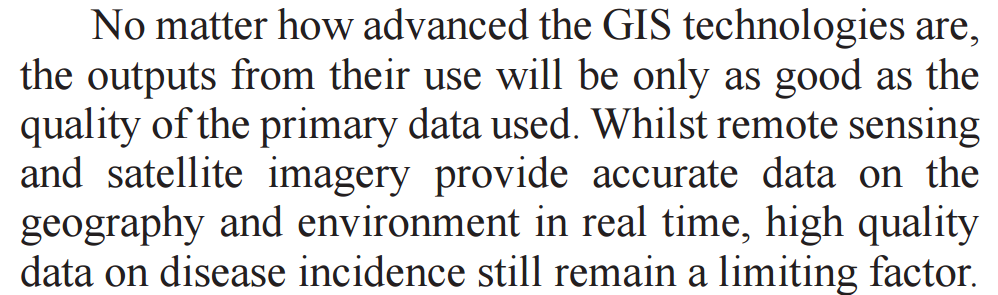 No matter how advanced the GIS technologies are,
the outputs from their use will be only as good as the
quality of the primary data used. Whilst remote sensing
and satellite imagery provide accurate data on the
geography and environment in real time, high quality
data on disease incidence still remain a limiting factor.